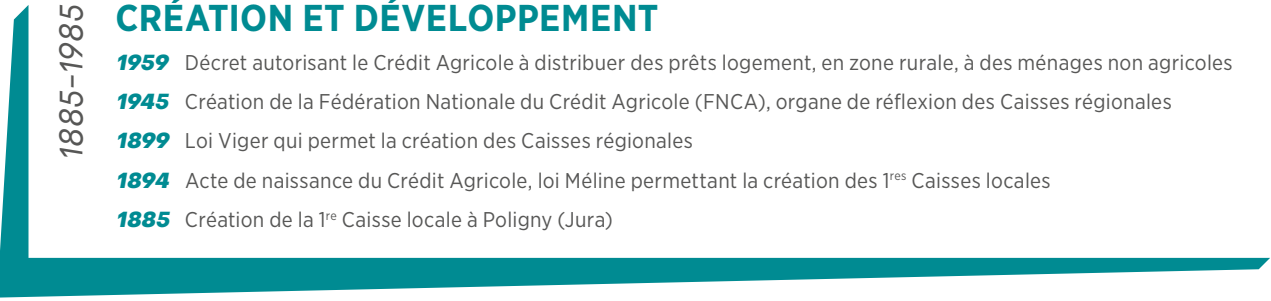 1885–1985
CRÉATION ET DÉVELOPPEMENT
1959 Décret autorisant le Crédit Agricole à distribuer des prêts logement, en zone rurale, à des ménages non agricoles
1945 Création de la Fédération Nationale du Crédit Agricole (FNCA), organe de réflexion des Caisses régionales
1899 Loi Viger qui permet la création des Caisses régionales
1894 Acte de naissance du Crédit Agricole, loi Méline permettant la création des 1res Caisses locales
1885 Création de la 1re Caisse locale à Poligny (Jura)